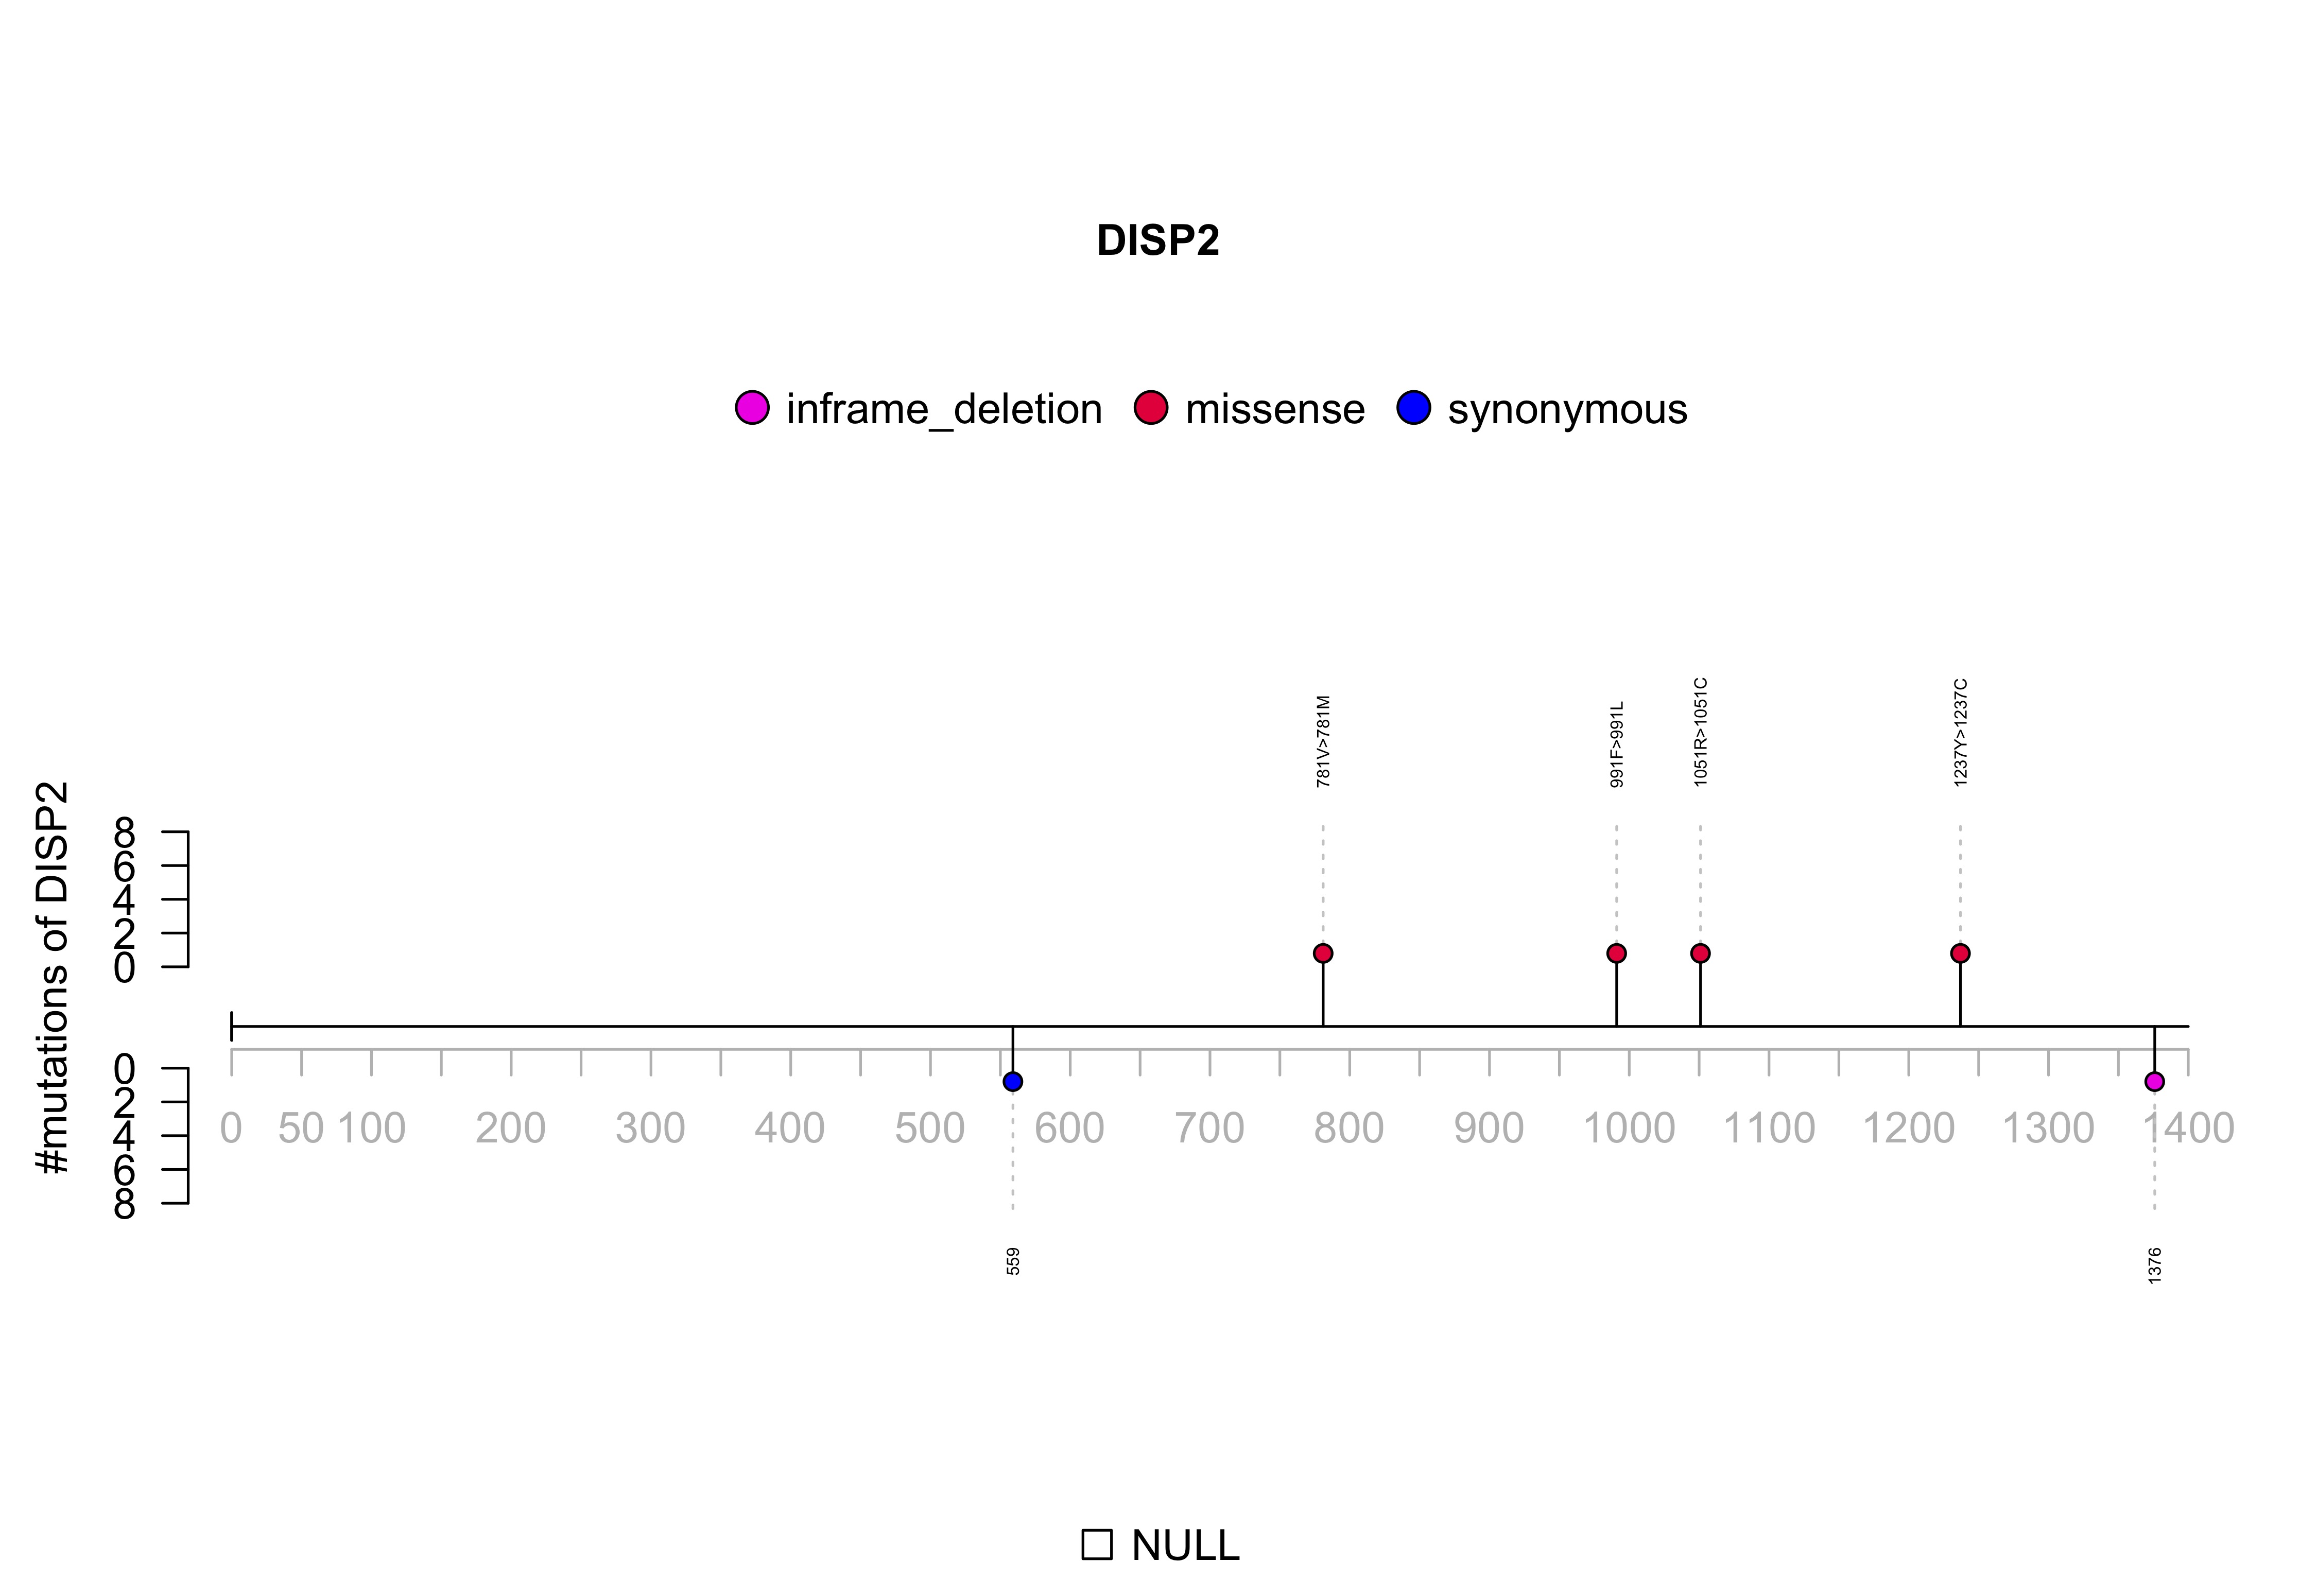 DISP2
inframe_deletion missense synonymous
781V>781M 991F>991L 1051R>1051C 1237Y>1237C
#mutations of DISP2
8
6
4
2
0
0
2
4
6
8
0 50 100 200 300 400 500 600 700 800 900 1000 1100 1200 1300 1400
559 1376
NULL